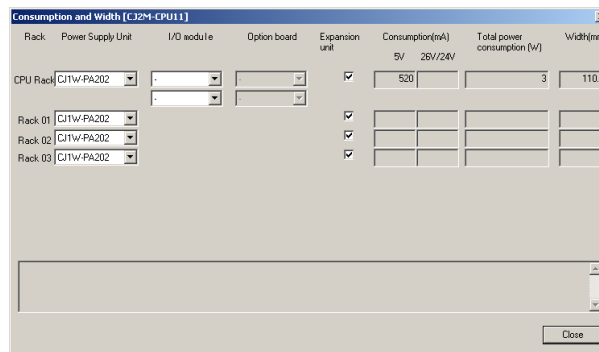 Consumption and Width [CJ2M-CPU11]
Rack Power Supply Unit I/O module Option board Expansion unit Consumption(mA) Total power consumption (W) Width(mm
5V 26V/24V
CPU Rack CJ1W-PA202 - - 520 3 110.
- -
Rack 01 CJ1W-PA202
Rack 02 CJ1W-PA202
Rack 03 CJ1W-PA202
Close